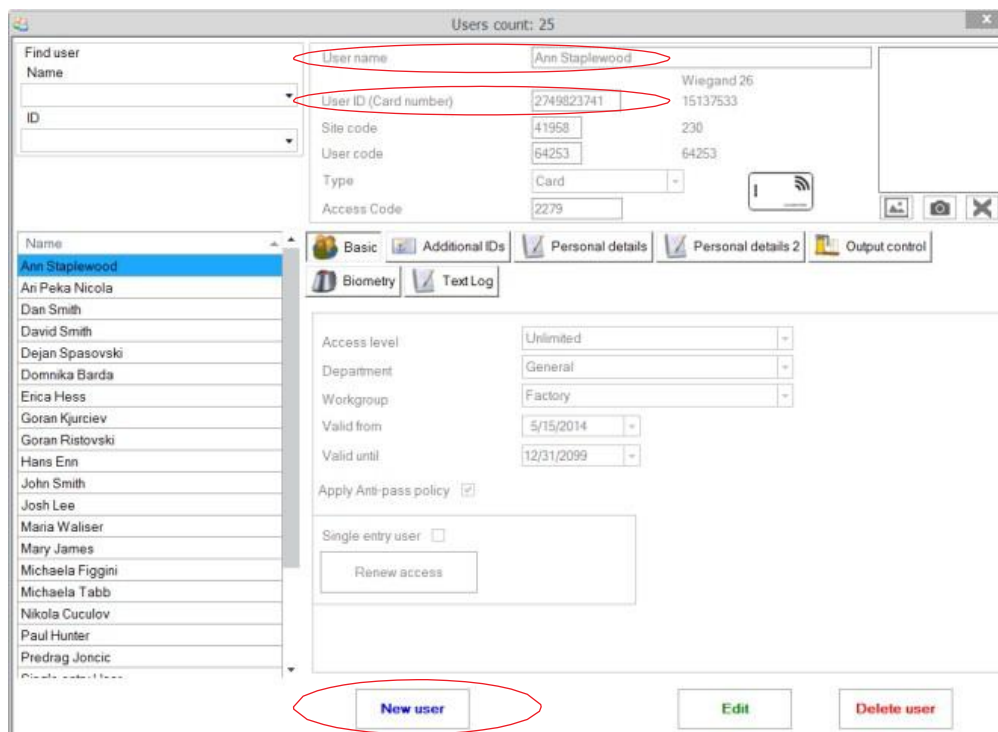 Users count: 25
Find user
Name
ID
User name Ann Staplewood
Wiegand 26
User ID (Card number) 2749823741 15137533
Site code 41958 230
User code 64253 64253
Type Card
Access Code 2279
Name
Ann Staplewood
Ari Peka Nicola
Dan Smith
David Smith
Dejan Spasovski
Domnika Barda
Erica Hess
Goran Kjurciev
Goran Ristovski
Hans Enn
John Smith
Josh Lee
Maria Waliser
Mary James
Michaela Figgini
Michaela Tabb
Nikola Cuculov
Paul Hunter
Predrag Joncic
Single entry User
Basic Additional IDs Personal details Personal details 2 Output control
Biometry Text Log
Access level Unlimited
Department General
Workgroup Factory
Valid from 5/15/2014
Valid until 12/31/2099
Apply Anti-pass policy
Single entry user
Renew access
New user Edit Delete user